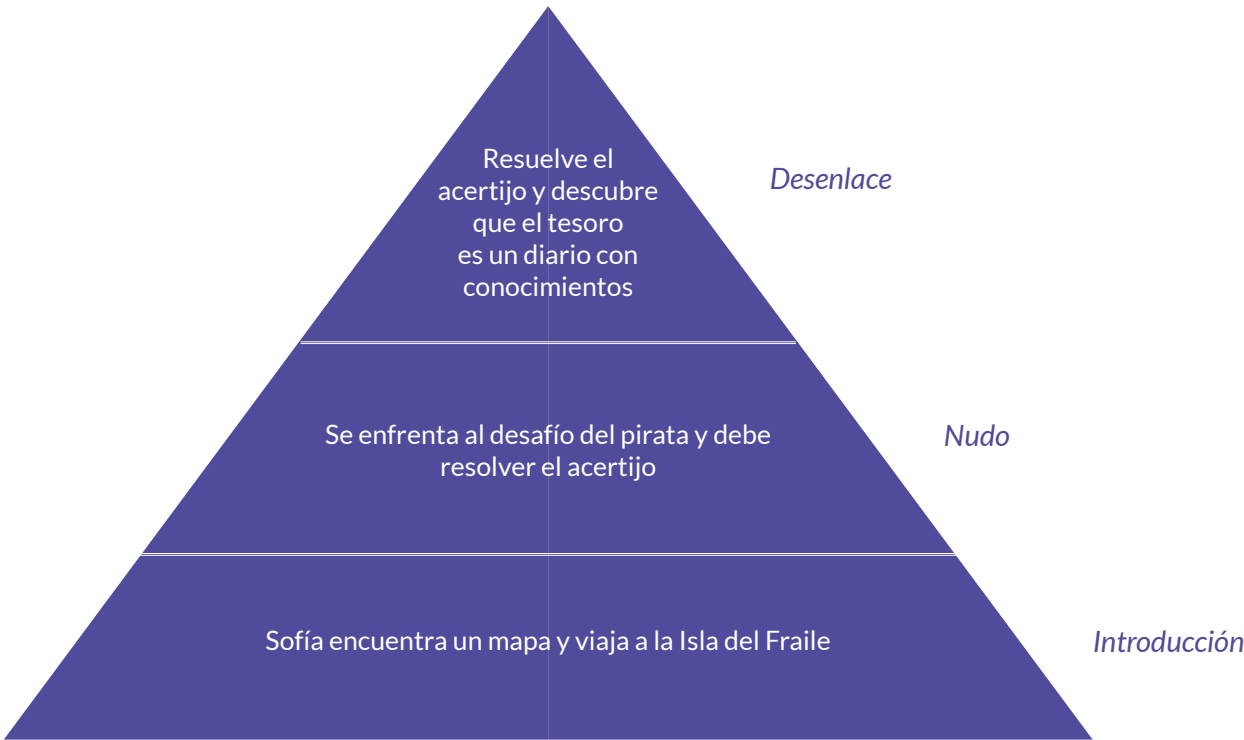 Resuelve el
acertijo y descubre
que el tesoro
es un diario con
conocimientos
Desenlace
Se enfrenta al desafío del pirata y debe
resolver el acertijo
Nudo
Sofía encuentra un mapa y viaja a la Isla del Fraile
Introducción